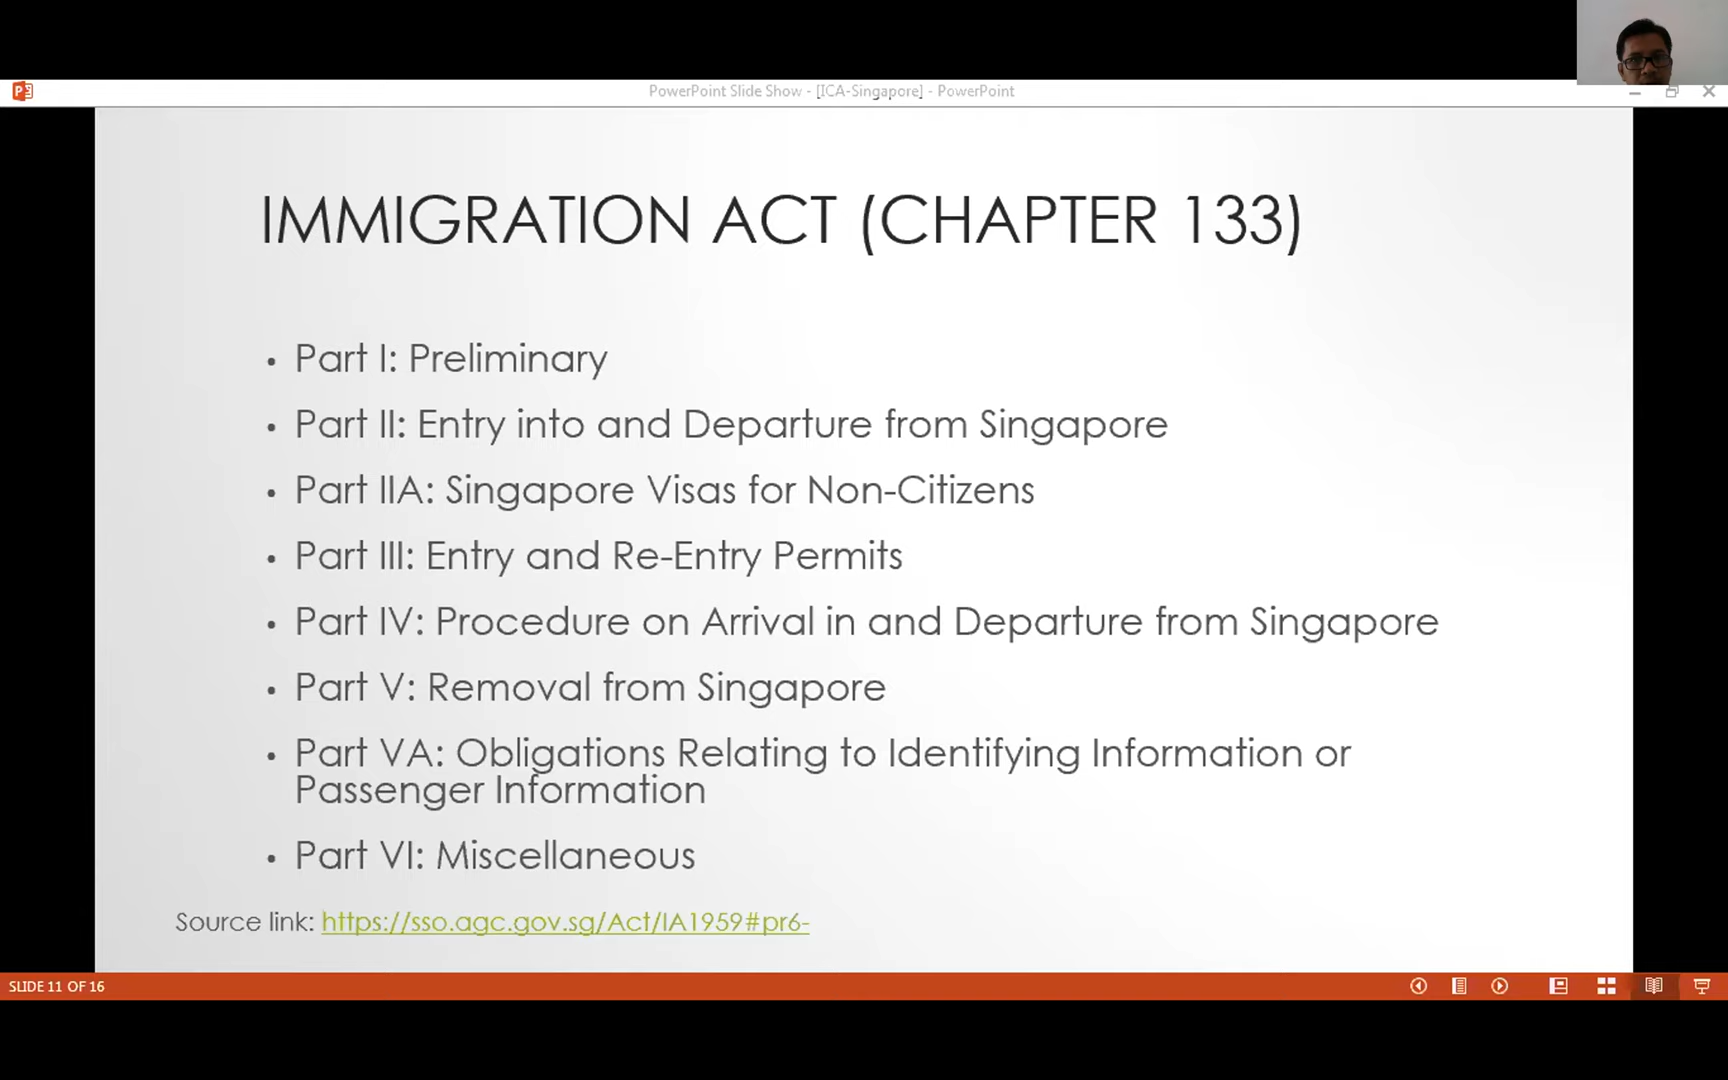 PowerPoint Slide Show - [ICA-Singapore] - PowerPoint
IMMIGRATION ACT (CHAPTER 133)
• Part I: Preliminary
• Part II: Entry into and Departure from Singapore
• Part IIA: Singapore Visas for Non-Citizens
• Part III: Entry and Re-Entry Permits
• Part IV: Procedure on Arrival in and Departure from Singapore
• Part V: Removal from Singapore
• Part VA: Obligations Relating to Identifying Information or
Passenger Information
• Part VI: Miscellaneous
Source link: https://sso.agc.gov.sg/Act/IA1959#pr6-
SLIDE 11 OF 16